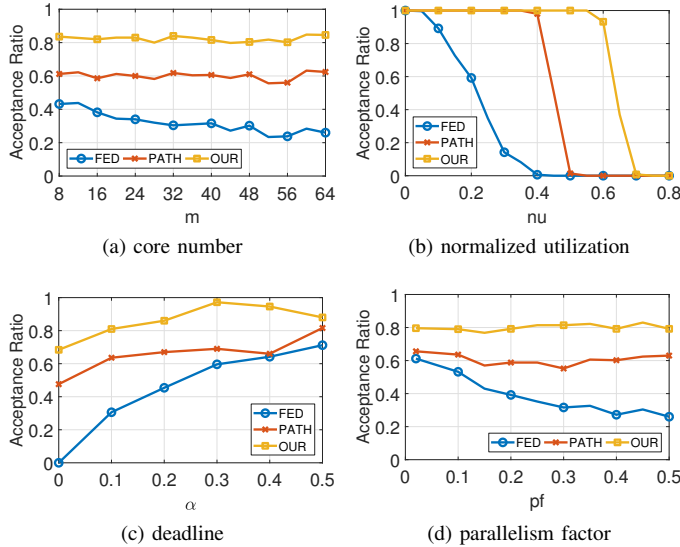 Acceptance Ratio
1
0.8
0.6
0.4
0.2
0
FED PATH OUR
8 16 24 32 40 48 56 64
m
(a) core number
Acceptance Ratio
1
0.8
0.6
0.4
0.2
0
FED
PATH
OUR
0 0.2 0.4 0.6 0.8
nu
(b) normalized utilization
Acceptance Ratio
1
0.8
0.6
0.4
0.2
0
FED
PATH
OUR
0 0.1 0.2 0.3 0.4 0.5
α
(c) deadline
Acceptance Ratio
1
0.8
0.6
0.4
0.2
0
FED PATH OUR
0 0.1 0.2 0.3 0.4 0.5
pf
(d) parallelism factor